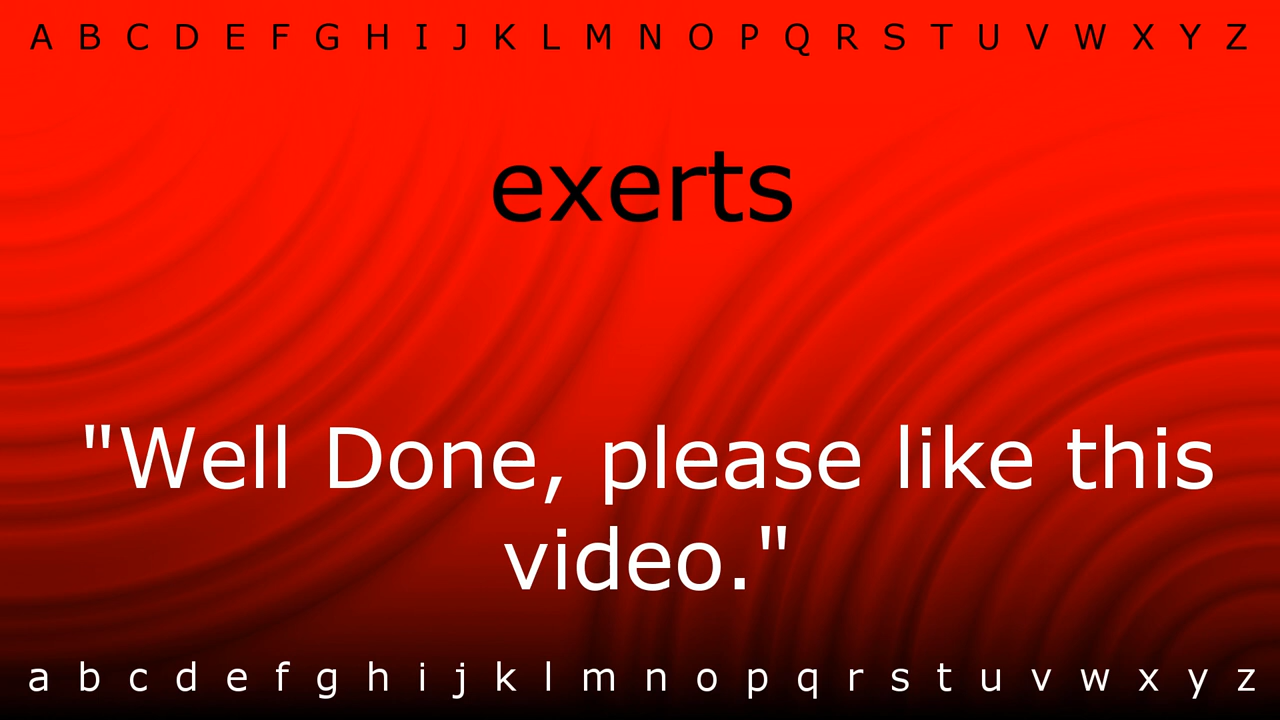 A B C D E F G H I J K L M N O P Q R S T U V W X Y Z
exerts
"Well Done, please like this
video."
a b c d e f g h i j k l m n o p q r s t u v w x y z